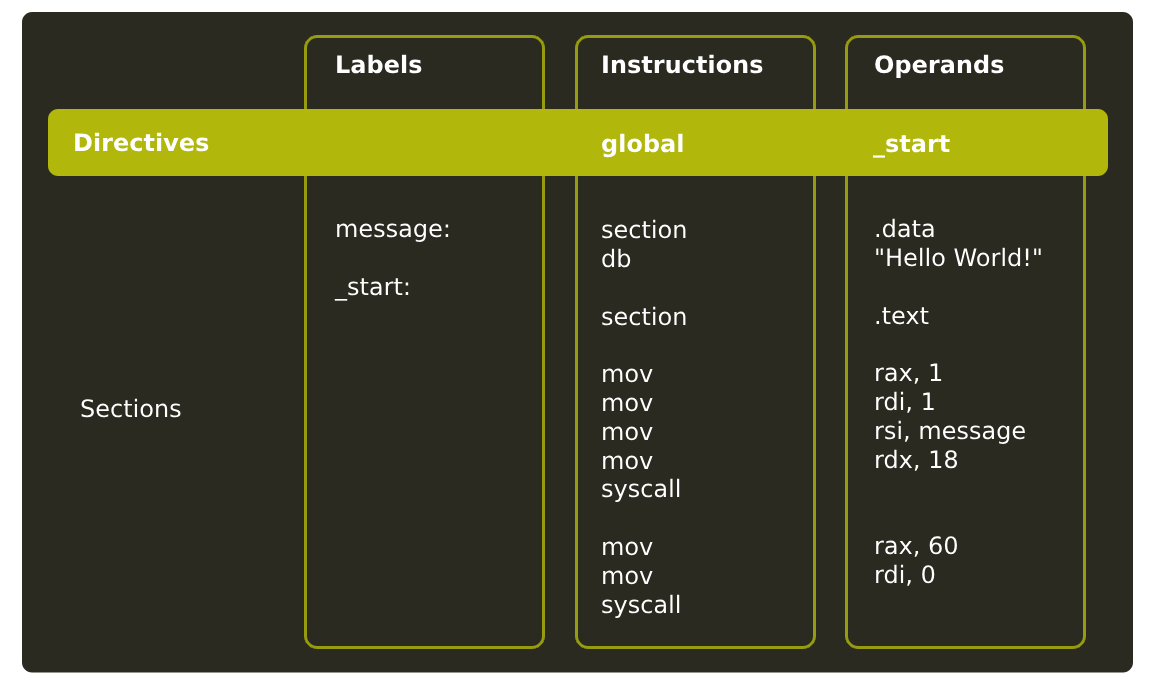 Labels Instructions Operands
Directives global _start
message: section .data
db "Hello World!"
_start:
section .text
mov rax, 1
Sections mov rdi, 1
mov rsi, message
mov rdx, 18
syscall
mov rax, 60
mov rdi, 0
syscall